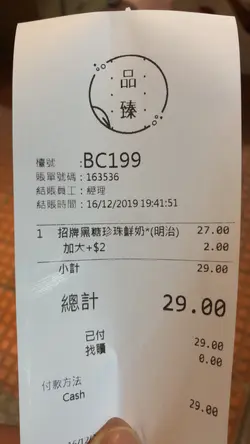 品
臻
檯號 :BC199
賬單號碼 : 163536
結賬員工 : 經理
結賬時間 : 16/12/2019 19:41:51
1 招牌黑糖珍珠鮮奶"(明治) 27.00
加大+$2 2.00
小計 29.00
總計 29.00
已付 29.00
找續 0.00
付款方法
Cash 29.00